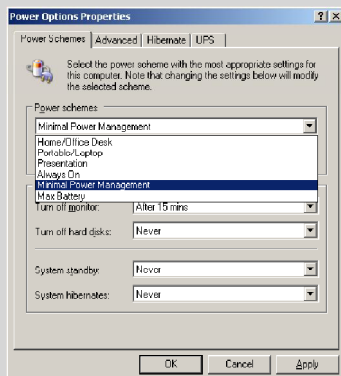 Power Options Properties
Power Schemes
Advanced
Hibernate
UPS
Select the power scheme with the most appropriate settings for
this computer. Note that changing the settings below will modify
the selected scheme.
Power schemes
Minimal Power Management
Home/Office Desk
Portable/Laptop
Presentation
Always On
Minimal Power Management
Max Battery
Turn off monitor: After 15 mins
Turn off hard disks: Never
System standby: Never
System hibernates: Never
OK
Cancel
Apply